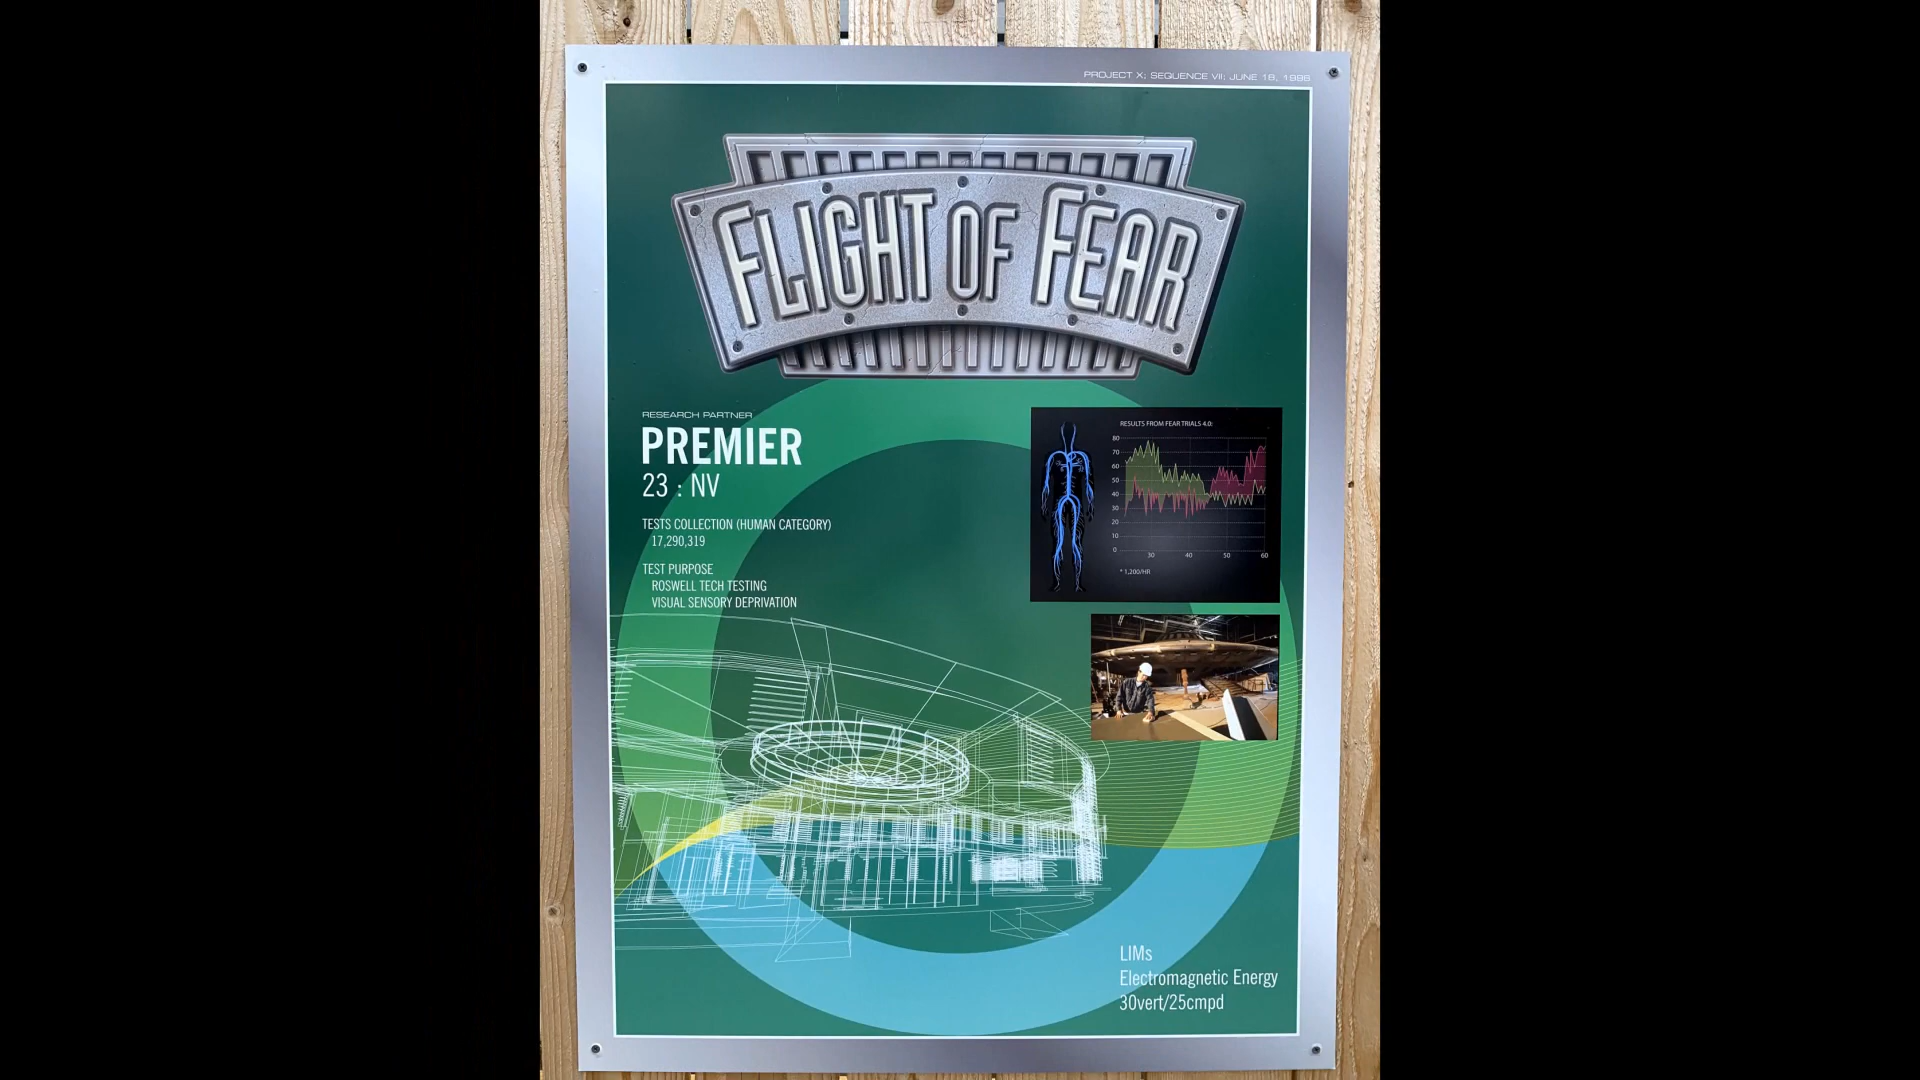 PROJECT X; SEQUENCE VII; JUNE 18, 1996
FLIGHT OF FEAR
RESEARCH PARTNER
PREMIER
23 : NV
TESTS COLLECTION (HUMAN CATEGORY)
17,290,319
TEST PURPOSE
ROSWELL TECH TESTING
VISUAL SENSORY DEPRIVATION
RESULTS FROM FEAR TRIALS 4.0:
80
70
60
50
40
30
20
10
0
30 40 50 60
* 1,200/HR
LIMs
Electromagnetic Energy
30vert/25cmpd